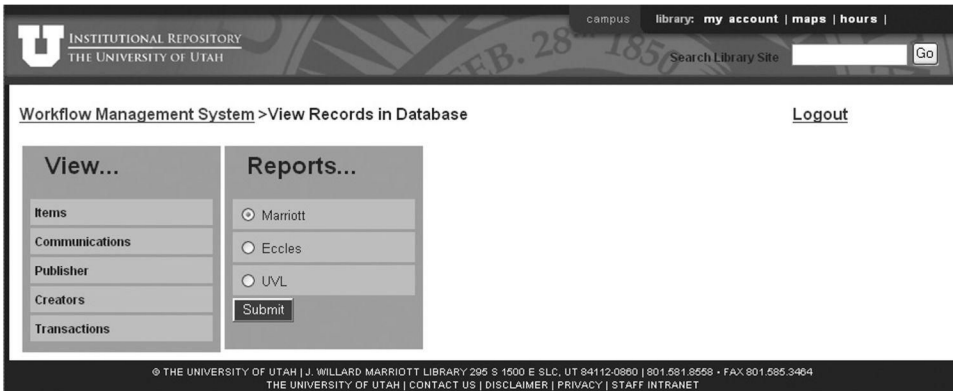 campus library: my account | maps | hours |
INSTITUTIONAL REPOSITORY
THE UNIVERSITY OF UTAH
FEB. 28th 1850
Search Library Site Go
Workflow Management System >View Records in Database Logout
View...
Items
Communications
Publisher
Creators
Transactions
Reports...
Marriott
Eccles
UVL
Submit
© THE UNIVERSITY OF UTAH | J. WILLARD MARRIOTT LIBRARY 295 S 1500 E SLC, UT 84112-0860 | 801.581.8558 • FAX 801.585.3464
THE UNIVERSITY OF UTAH | CONTACT US | DISCLAIMER | PRIVACY | STAFF INTRANET